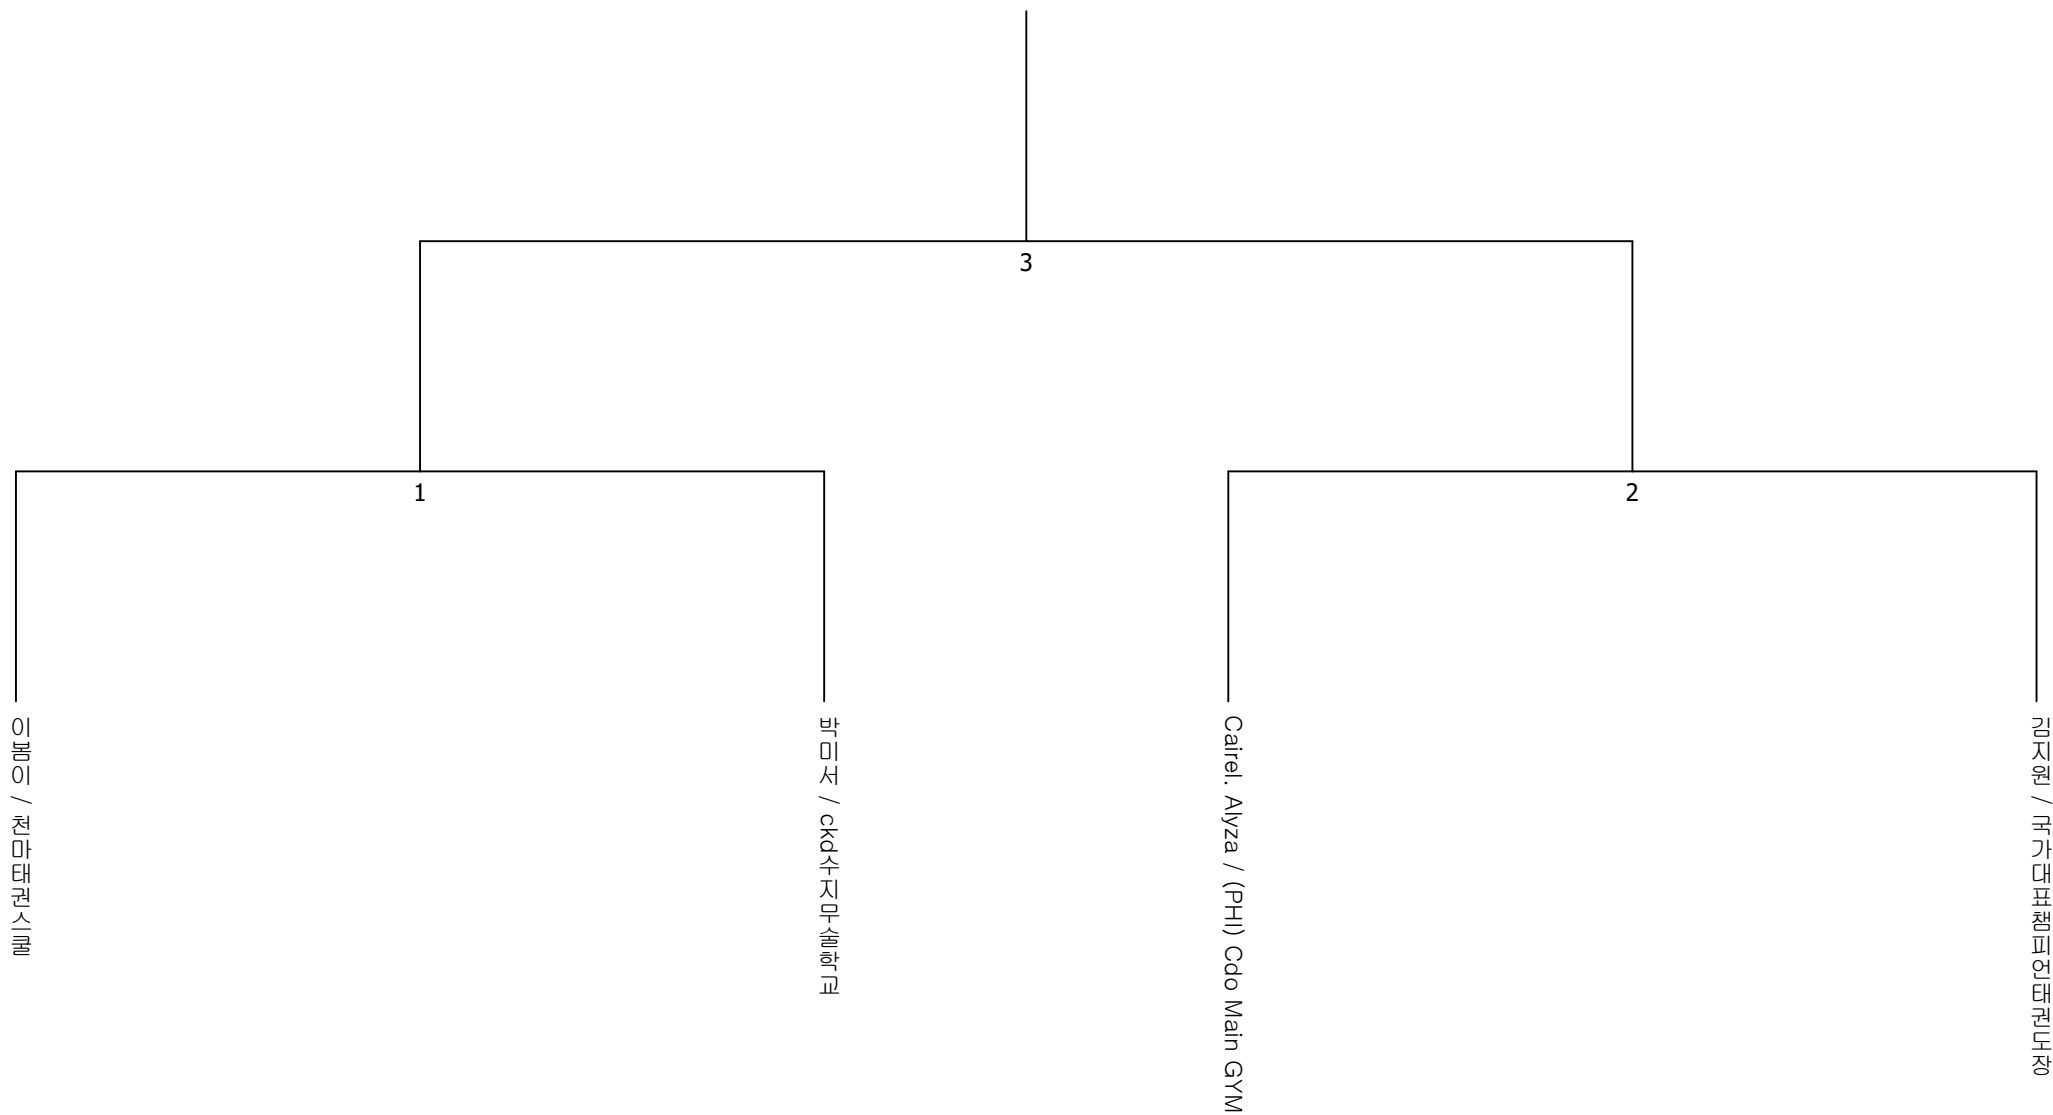 3
1
2
이봄이 / 천마태권스쿨
박미서 / ckd수지무술학교
Cairel. Alyza / (PHI) Cdo Main GYM
김지원 / 국가대표챔피언태권도장